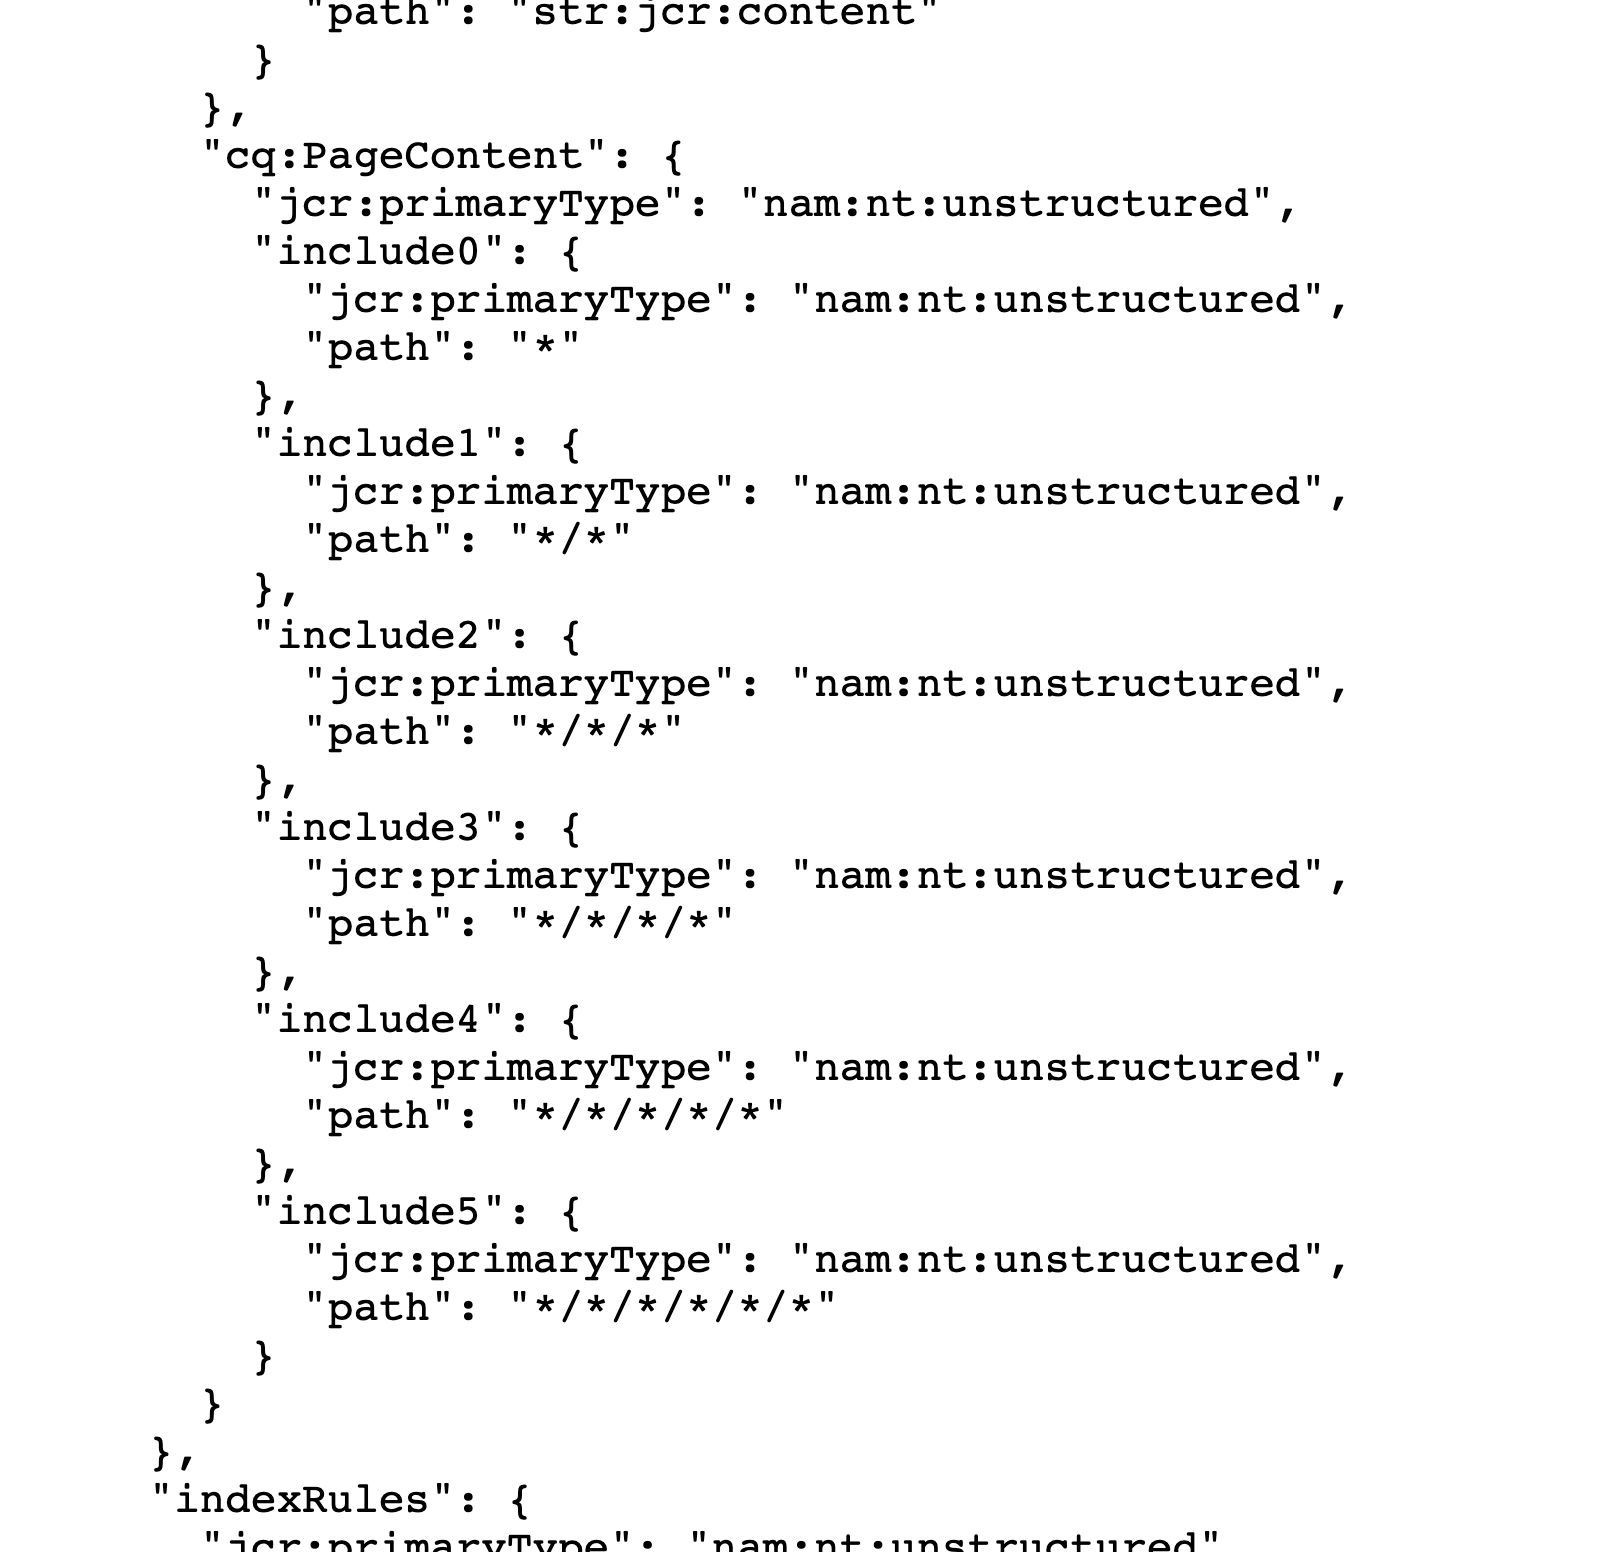 "path": "str:jcr:content"
}
},
"cq:PageContent": {
"jcr:primaryType": "nam:nt:unstructured",
"include0": {
"jcr:primaryType": "nam:nt:unstructured",
"path": "*"
},
"include1": {
"jcr:primaryType": "nam:nt:unstructured",
"path": "*/*"
},
"include2": {
"jcr:primaryType": "nam:nt:unstructured",
"path": "*/*/*"
},
"include3": {
"jcr:primaryType": "nam:nt:unstructured",
"path": "*/*/*/*"
},
"include4": {
"jcr:primaryType": "nam:nt:unstructured",
"path": "*/*/*/*/*"
},
"include5": {
"jcr:primaryType": "nam:nt:unstructured",
"path": "*/*/*/*/*/*"
}
}
},
"indexRules": {
"jcr:primaryType": "nam:nt:unstructured"